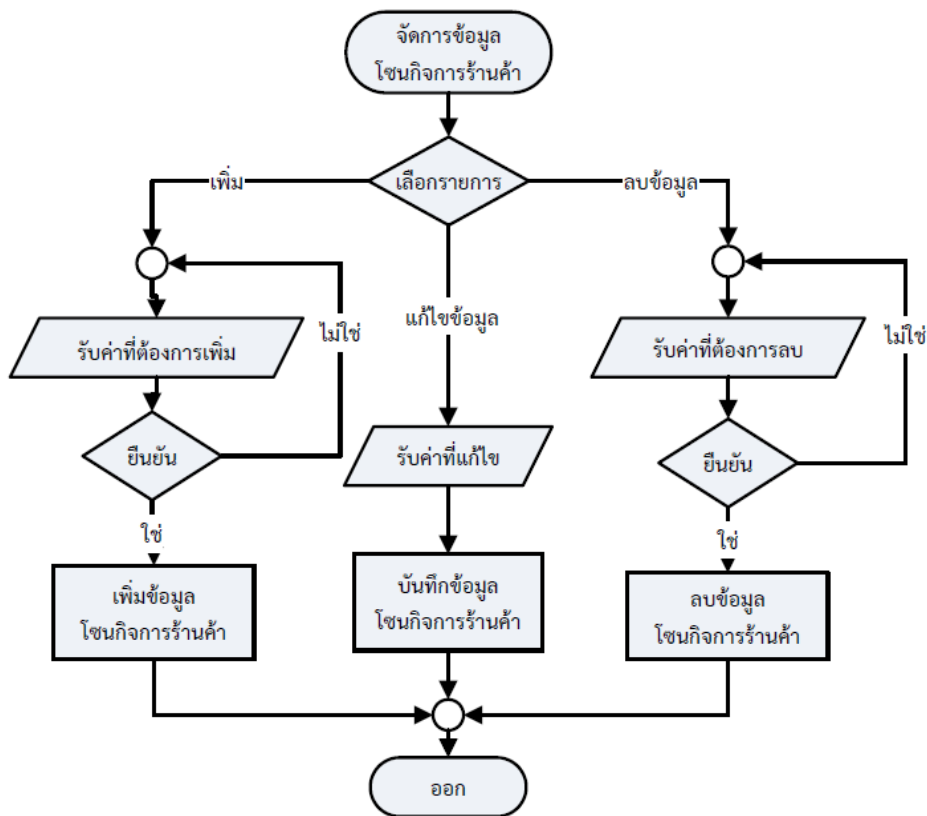 จัดการข้อมูล
โซนกิจการร้านค้า
เลือกรายการ
เพิ่ม
ลบข้อมูล
แก้ไขข้อมูล
ไม่ใช่
ไม่ใช่
รับค่าที่ต้องการเพิ่ม
รับค่าที่ต้องการลบ
ยืนยัน
รับค่าที่แก้ไข
ยืนยัน
ใช่
ใช่
เพิ่มข้อมูล
โซนกิจการร้านค้า
บันทึกข้อมูล
โซนกิจการร้านค้า
ลบข้อมูล
โซนกิจการร้านค้า
ออก